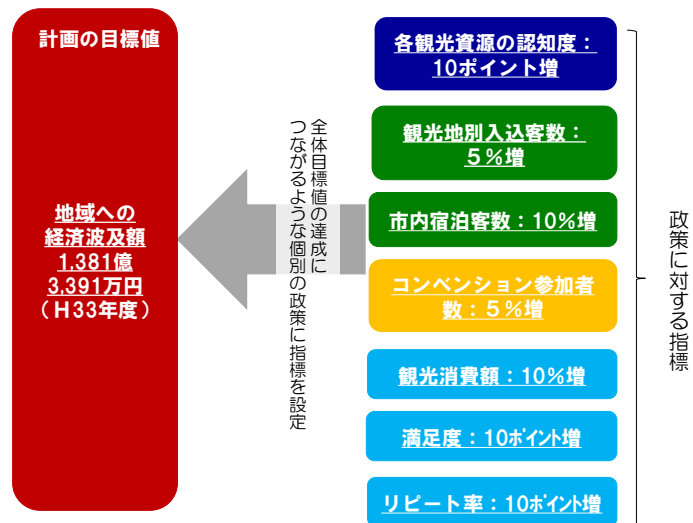 計画の目標値
地域への
経済波及額
1,381億
3,391万円
（H33年度）
全体目標値の達成に
つながるような個別の政策に指標を設定
各観光資源の認知度：
10ポイント増
観光地別入込客数：
５％増
市内宿泊客数：10％増
コンベンション参加者
数：５％増
観光消費額：10％増
満足度：10ﾎﾟｲﾝﾄ増
リピート率：10ﾎﾟｲﾝﾄ増
政策に対する指標